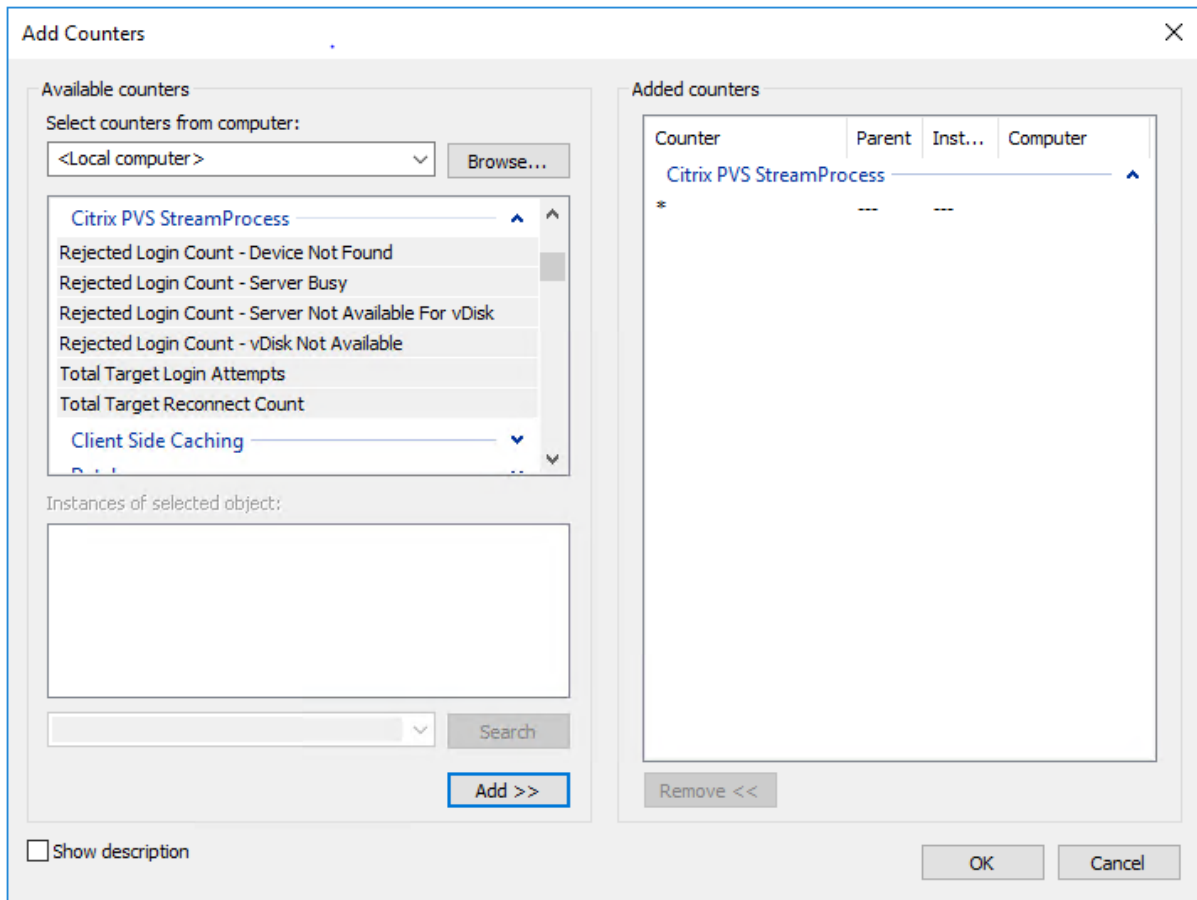 Add Counters
Available counters
Select counters from computer:
<Local computer>
Browse...
Citrix PVS StreamProcess
Rejected Login Count - Device Not Found
Rejected Login Count - Server Busy
Rejected Login Count - Server Not Available For vDisk
Rejected Login Count - vDisk Not Available
Total Target Login Attempts
Total Target Reconnect Count
Client Side Caching
Instances of selected object:
Search
Add >>
Show description
Added counters
Counter Parent Inst... Computer
Citrix PVS StreamProcess
* --- ---
Remove <<
OK
Cancel